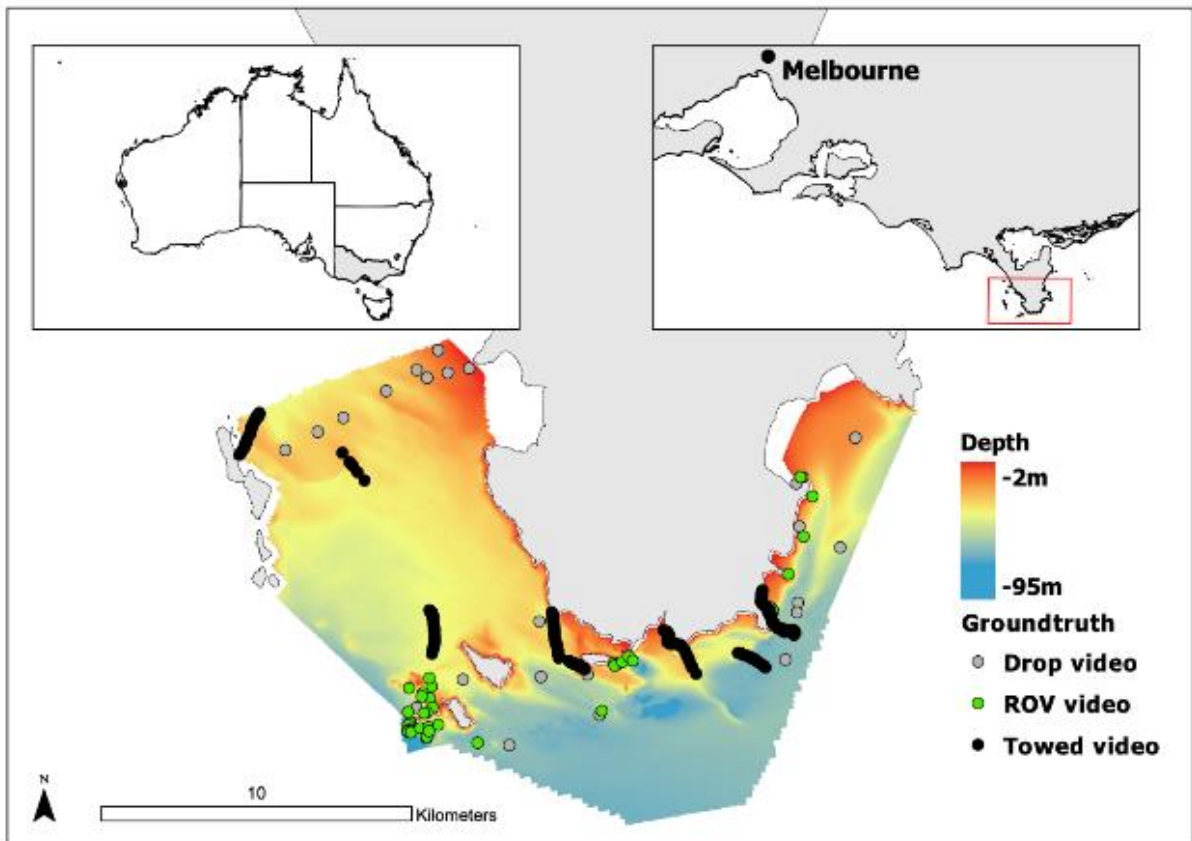 Melbourne
Depth
-2m
-95m
Groundtruth
Drop video
ROV video
Towed video
N
10
Kilometers